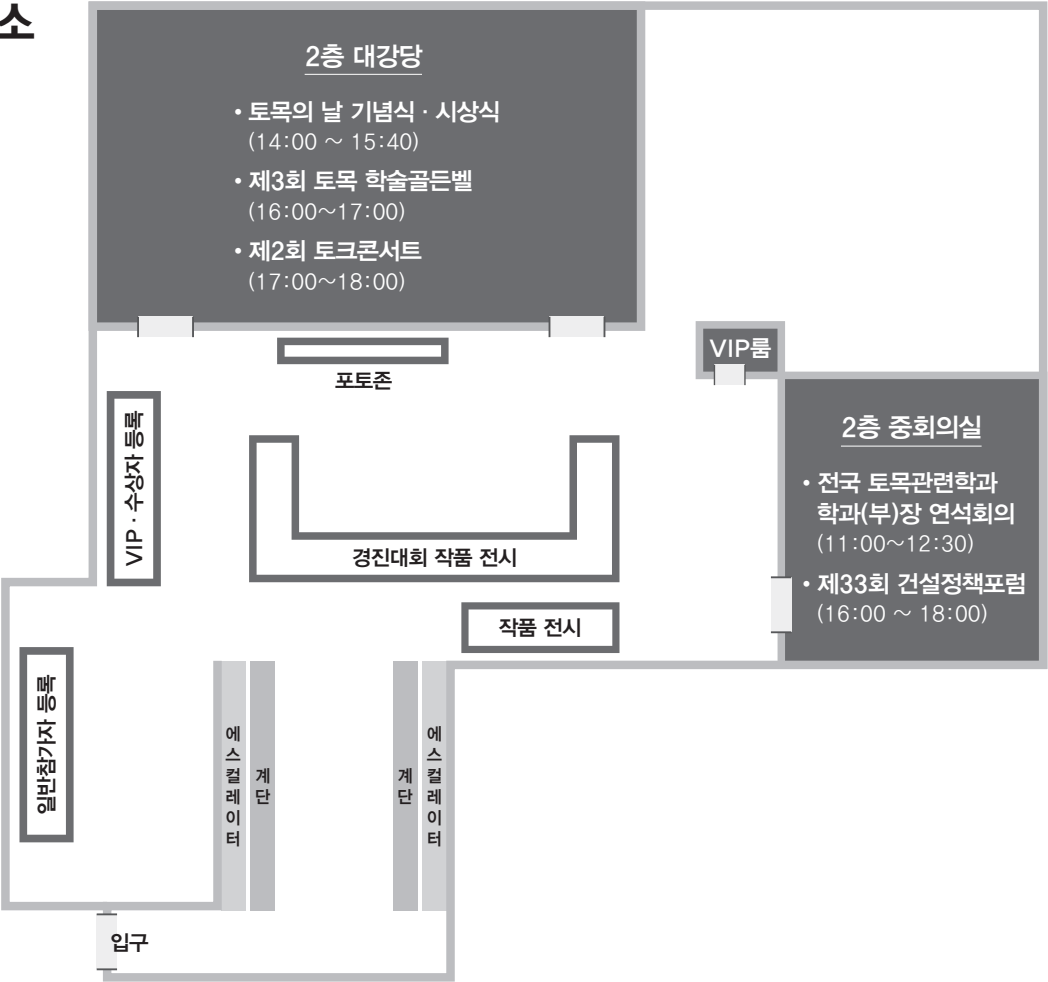 소
2층 대강당
• 토목의 날 기념식 · 시상식
(14:00 ~ 15:40)
• 제3회 토목 학술골든벨
(16:00~17:00)
• 제2회 토크콘서트
(17:00~18:00)
포토존
VIP룸
2층 중회의실
• 전국 토목관련학과
학과(부)장 연석회의
(11:00~12:30)
• 제33회 건설정책포럼
(16:00 ~ 18:00)
VIP · 수상자 등록
경진대회 작품 전시
작품 전시
일반참가자 등록
에스컬레이터
계단
계단
에스컬레이터
입구